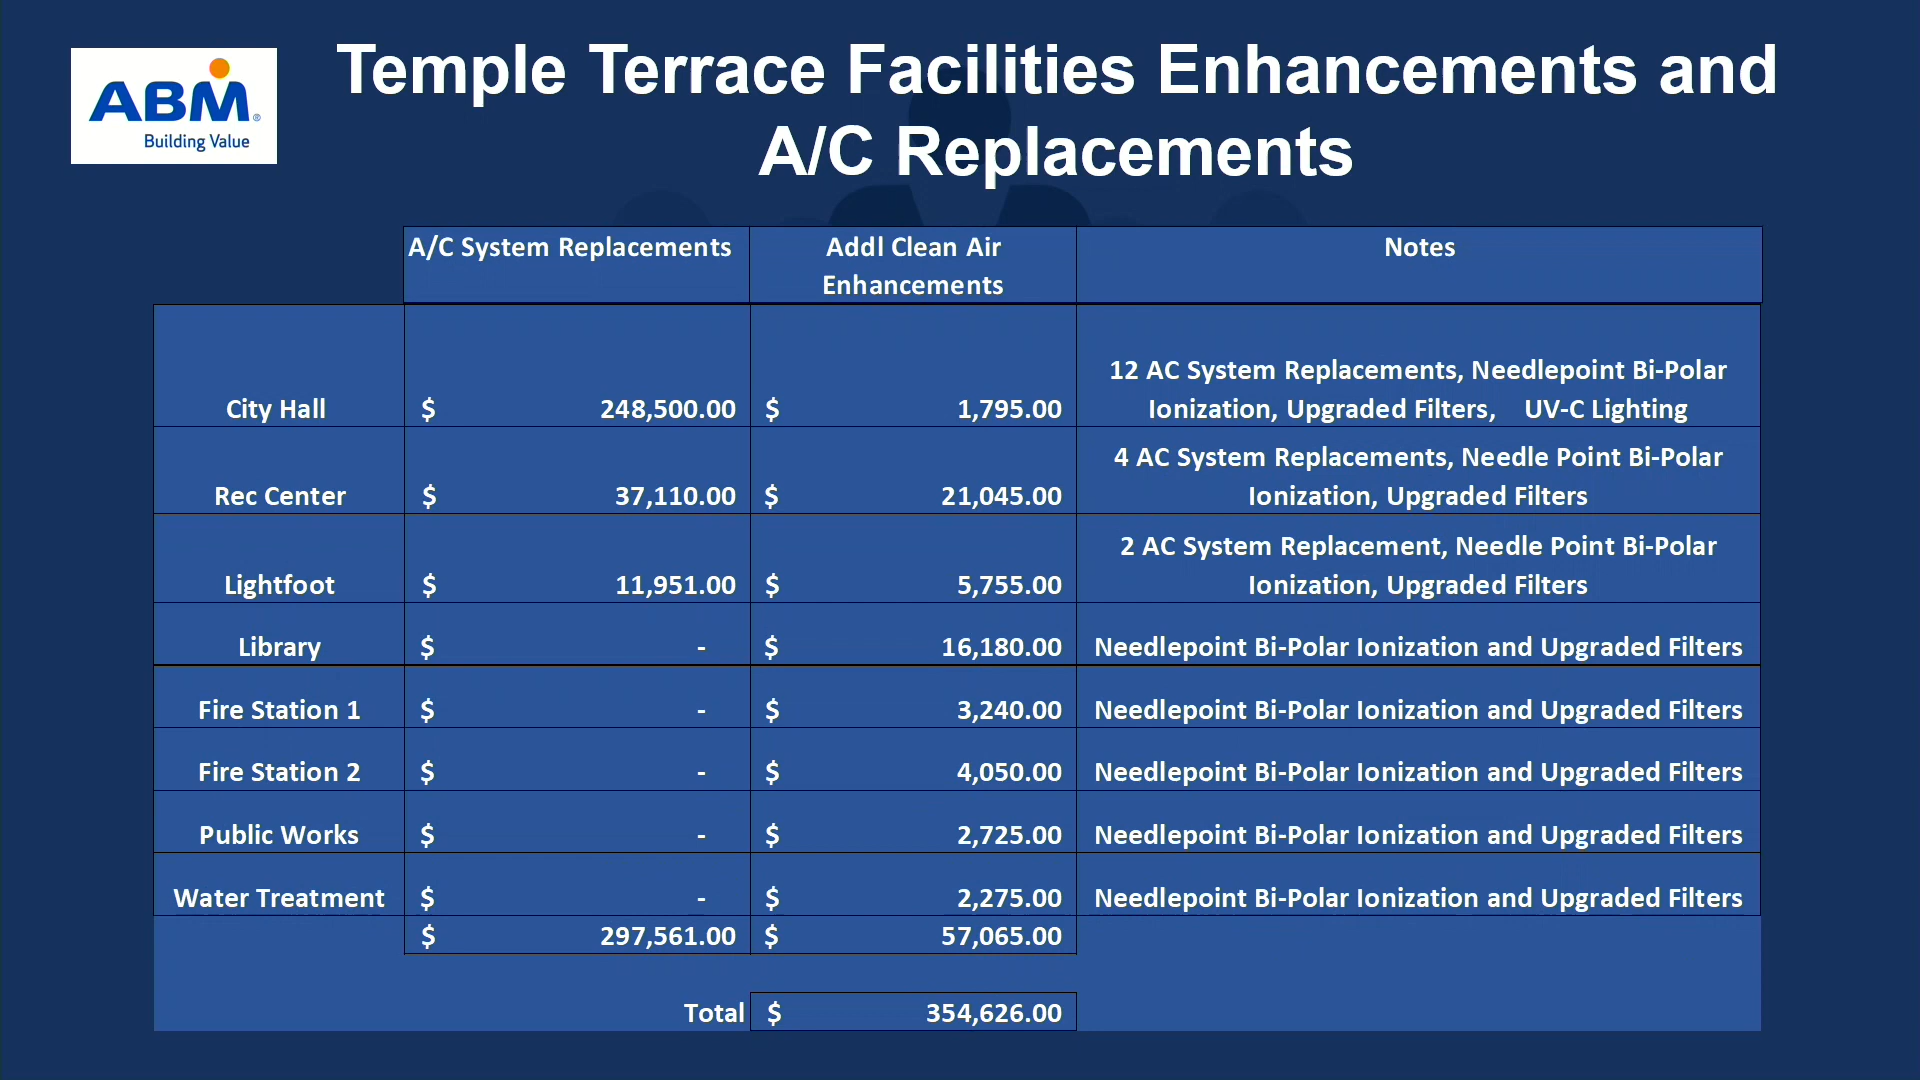 Temple Terrace Facilities Enhancements and
A/C Replacements
ABM®
Building Value
A/C System Replacements Addl Clean Air Notes
Enhancements
12 AC System Replacements, Needlepoint Bi-Polar
City Hall $ 248,500.00 $ 1,795.00 Ionization, Upgraded Filters, UV-C Lighting
4 AC System Replacements, Needle Point Bi-Polar
Rec Center $ 37,110.00 $ 21,045.00 Ionization, Upgraded Filters
2 AC System Replacement, Needle Point Bi-Polar
Lightfoot $ 11,951.00 $ 5,755.00 Ionization, Upgraded Filters
Library $ - $ 16,180.00 Needlepoint Bi-Polar Ionization and Upgraded Filters
Fire Station 1 $ - $ 3,240.00 Needlepoint Bi-Polar Ionization and Upgraded Filters
Fire Station 2 $ - $ 4,050.00 Needlepoint Bi-Polar Ionization and Upgraded Filters
Public Works $ - $ 2,725.00 Needlepoint Bi-Polar Ionization and Upgraded Filters
Water Treatment $ - $ 2,275.00 Needlepoint Bi-Polar Ionization and Upgraded Filters
$ 297,561.00 $ 57,065.00
Total $ 354,626.00